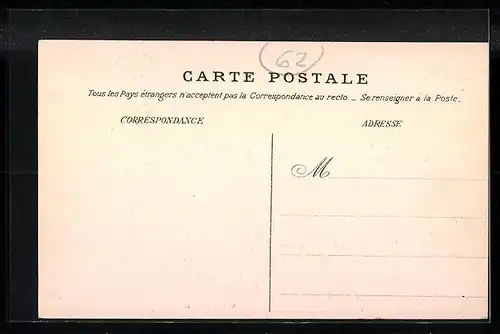 (62)
CARTE POSTALE
Tous les Pays étrangers n'acceptent pas la Correspondance au recto. _ Se renseigner à la Poste.
CORRESPONDANCE
ADRESSE
M